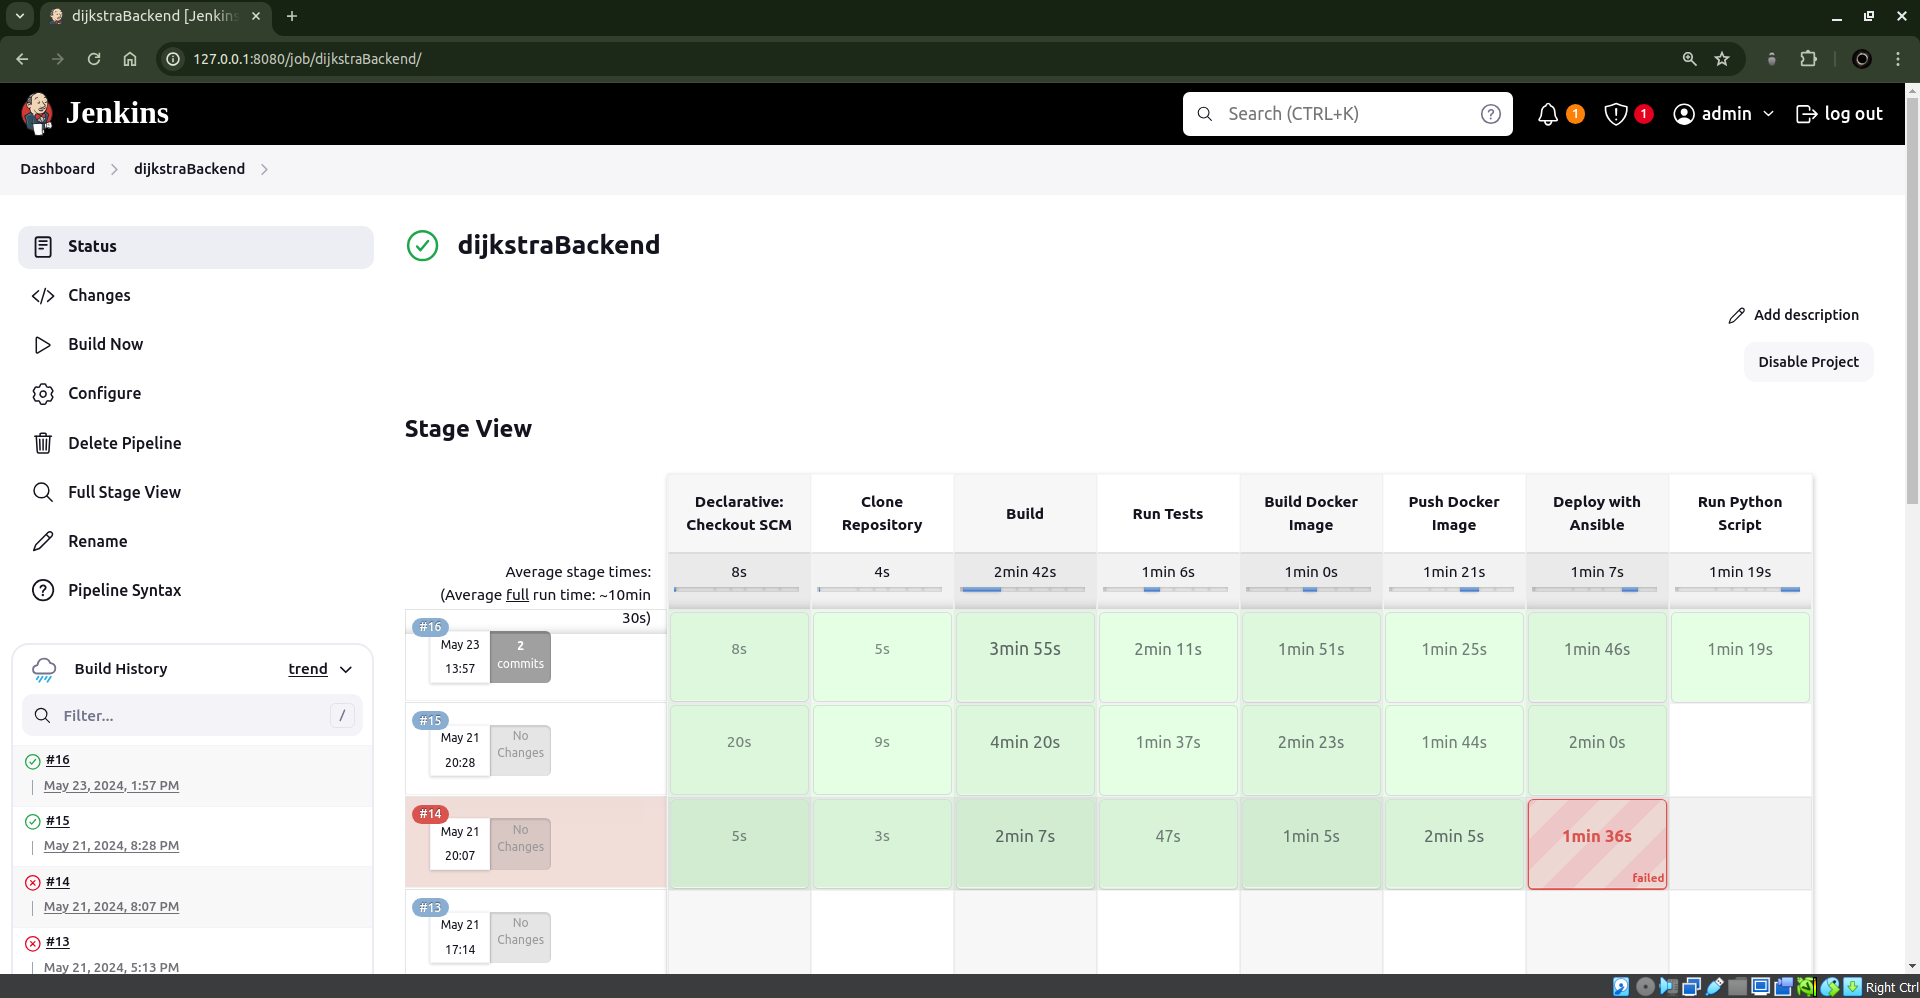 dijkstraBackend [Jenkins
127.0.0.1:8080/job/dijkstraBackend/
Jenkins
Search (CTRL+K)
?
1
1
admin
log out
Dashboard
dijkstraBackend
Status
Changes
Build Now
Configure
Delete Pipeline
Full Stage View
Rename
Pipeline Syntax
Build History
trend
Filter...
/
#16
May 23, 2024, 1:57 PM
#15
May 21, 2024, 8:28 PM
#14
May 21, 2024, 8:07 PM
#13
May 21, 2024, 5:13 PM
dijkstraBackend
Add description
Disable Project
Stage View
Declarative: Checkout SCM
Clone Repository
Build
Run Tests
Build Docker Image
Push Docker Image
Deploy with Ansible
Run Python Script
Average stage times:
(Average full run time: ~10min
30s)
8s
4s
2min 42s
1min 6s
1min 0s
1min 21s
1min 7s
1min 19s
#16
May 23
13:57
2
commits
8s
5s
3min 55s
2min 11s
1min 51s
1min 25s
1min 46s
1min 19s
#15
May 21
20:28
No
Changes
20s
9s
4min 20s
1min 37s
2min 23s
1min 44s
2min 0s
#14
May 21
20:07
No
Changes
5s
3s
2min 7s
47s
1min 5s
2min 5s
1min 36s
failed
#13
May 21
17:14
No
Changes
Right Ctrl